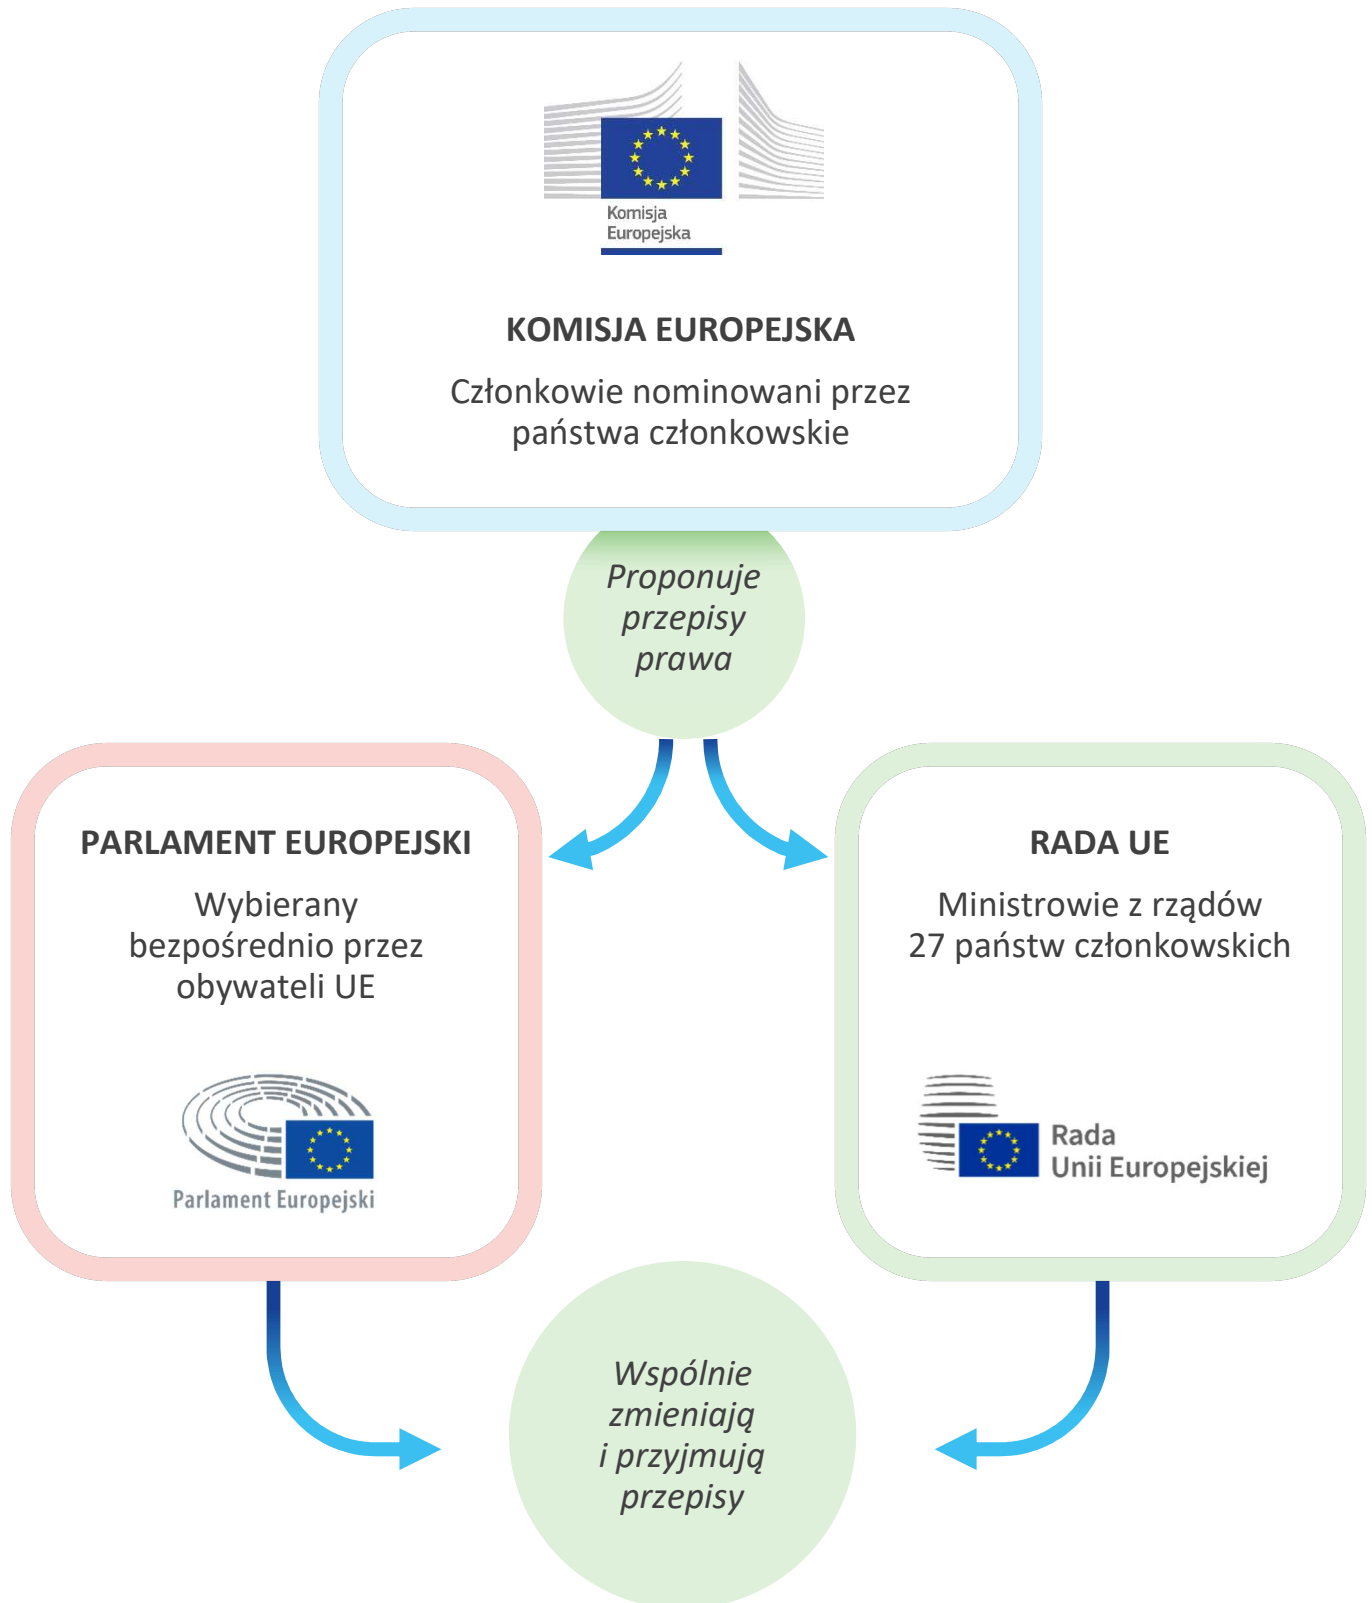 Komisja
Europejska
KOMISJA EUROPEJSKA
Członkowie nominowani przez
państwa członkowskie
Proponuje
przepisy
prawa
PARLAMENT EUROPEJSKI
Wybierany
bezpośrednio przez
obywateli UE
Parlament Europejski
RADA UE
Ministrowie z rządów
27 państw członkowskich
Rada
Unii Europejskiej
Wspólnie
zmieniają
i przyjmują
przepisy